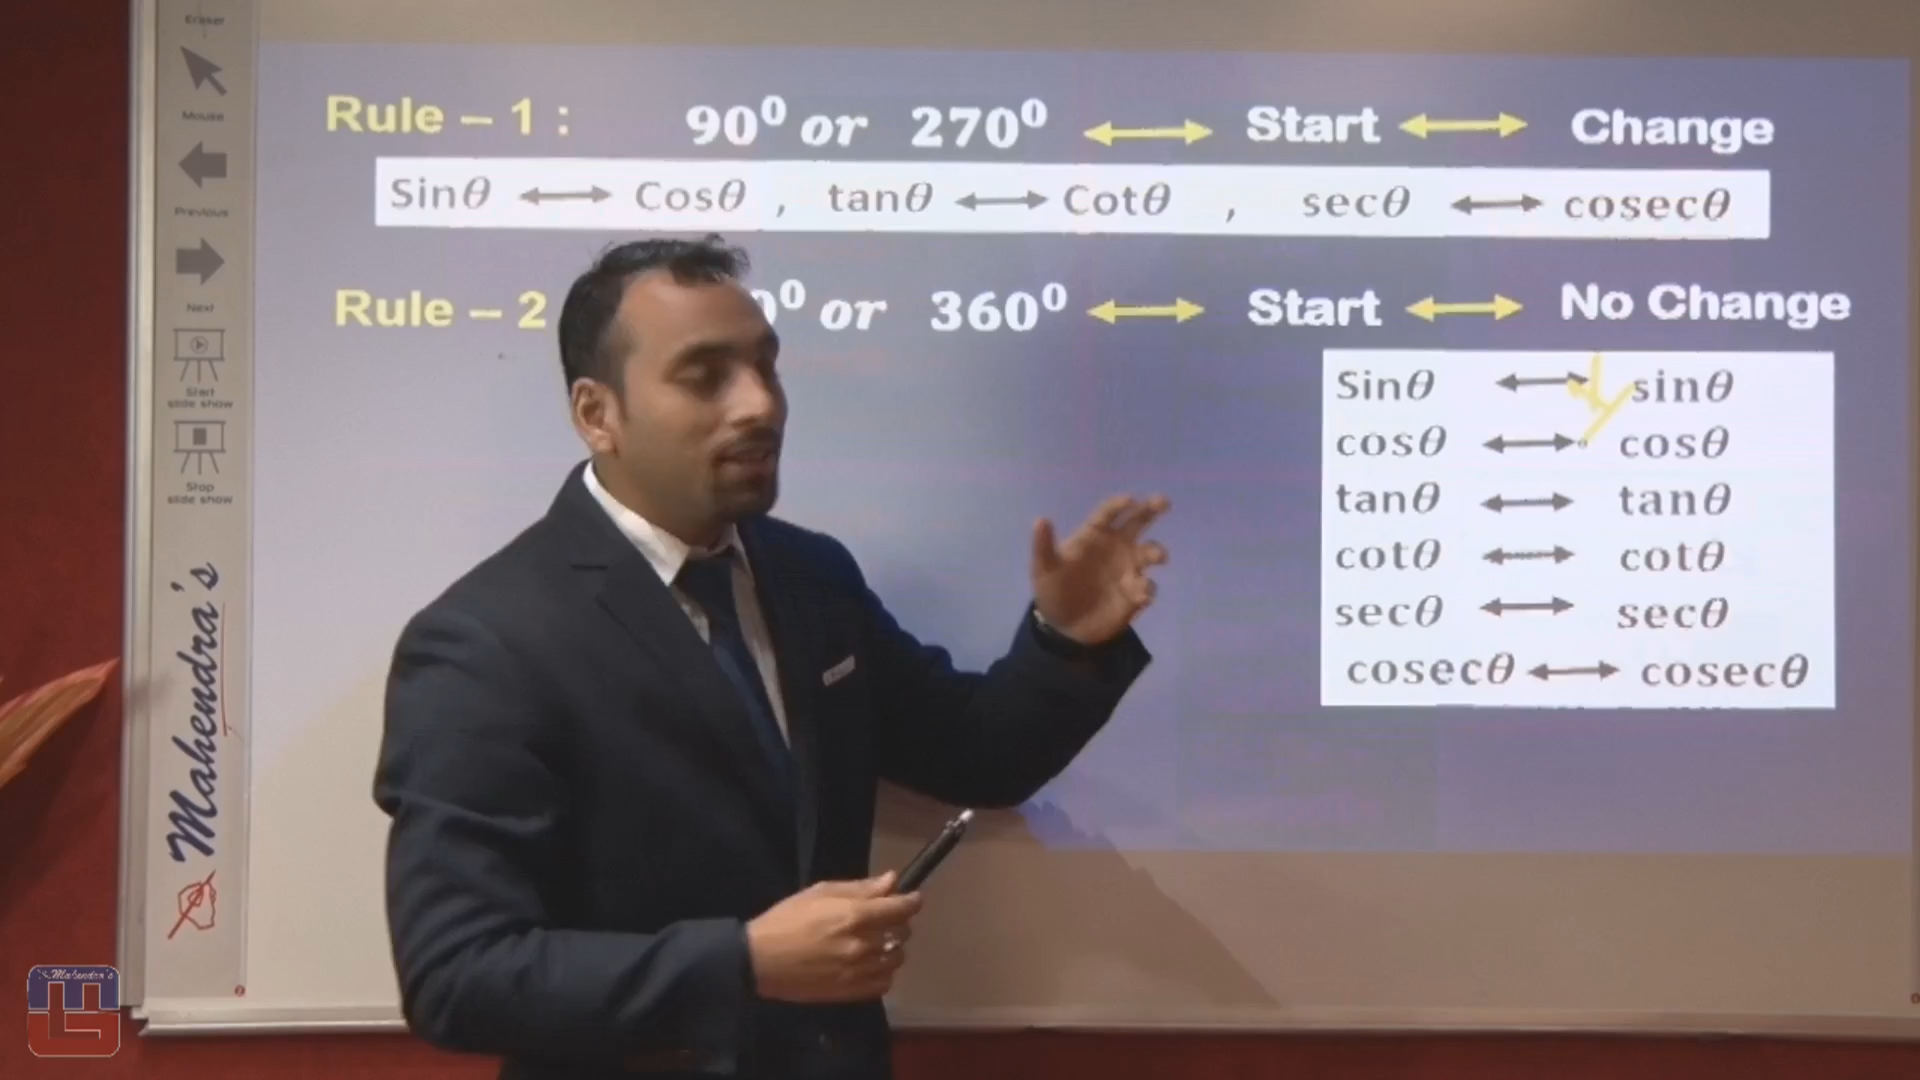 Eraser
Mouse
Previous
Next
Start
slide show
Stop
slide show
Mahendra's
Rule – 1 : 90⁰ or 270⁰ ⟷ Start ⟷ Change
Sinθ ⟷ Cosθ , tanθ ⟷ Cotθ , secθ ⟷ cosecθ
Rule – 2 0⁰ or 360⁰ ⟷ Start ⟷ No Change
Sinθ ⟷ sinθ
cosθ ⟷ cosθ
tanθ ⟷ tanθ
cotθ ⟷ cotθ
secθ ⟷ secθ
cosecθ ⟷ cosecθ
Mahendra's